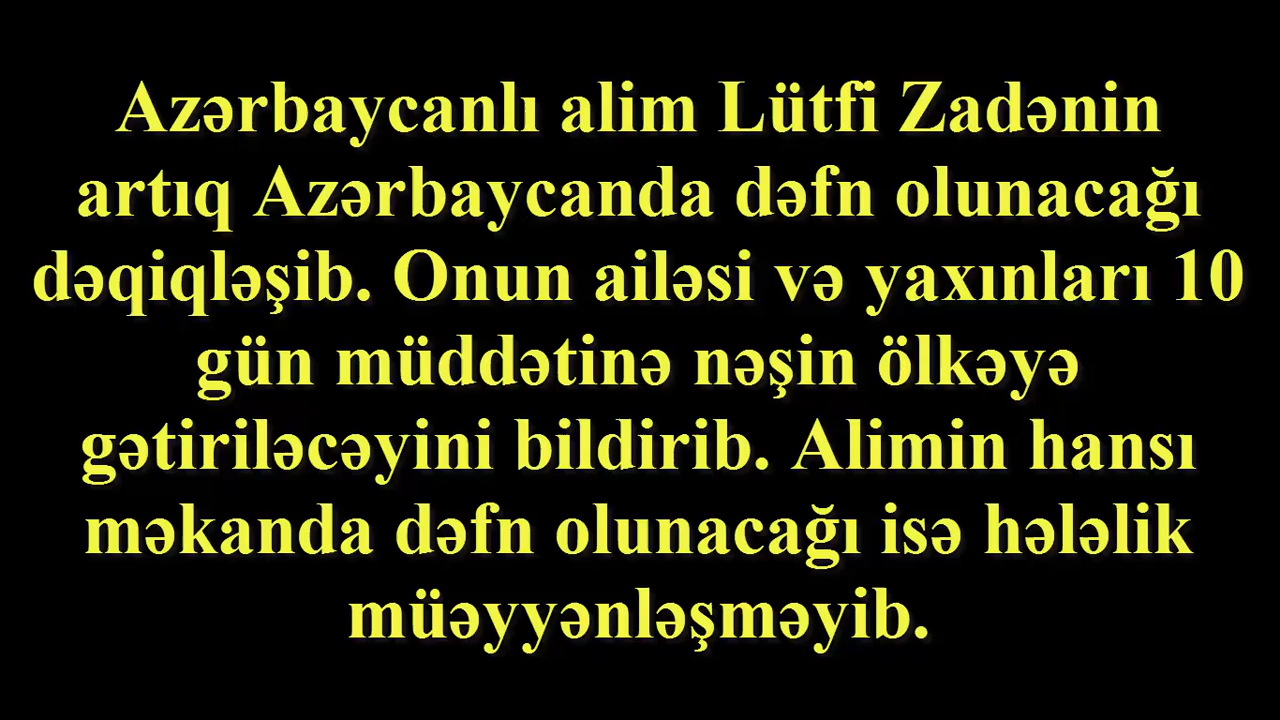 Azərbaycanlı alim Lütfi Zadənin
artıq Azərbaycanda dəfn olunacağı
dəqiqləşib. Onun ailəsi və yaxınları 10
gün müddətinə nəşin ölkəyə
gətiriləcəyini bildirib. Alimin hansı
məkanda dəfn olunacağı isə hələlik
müəyyənləşməyib.